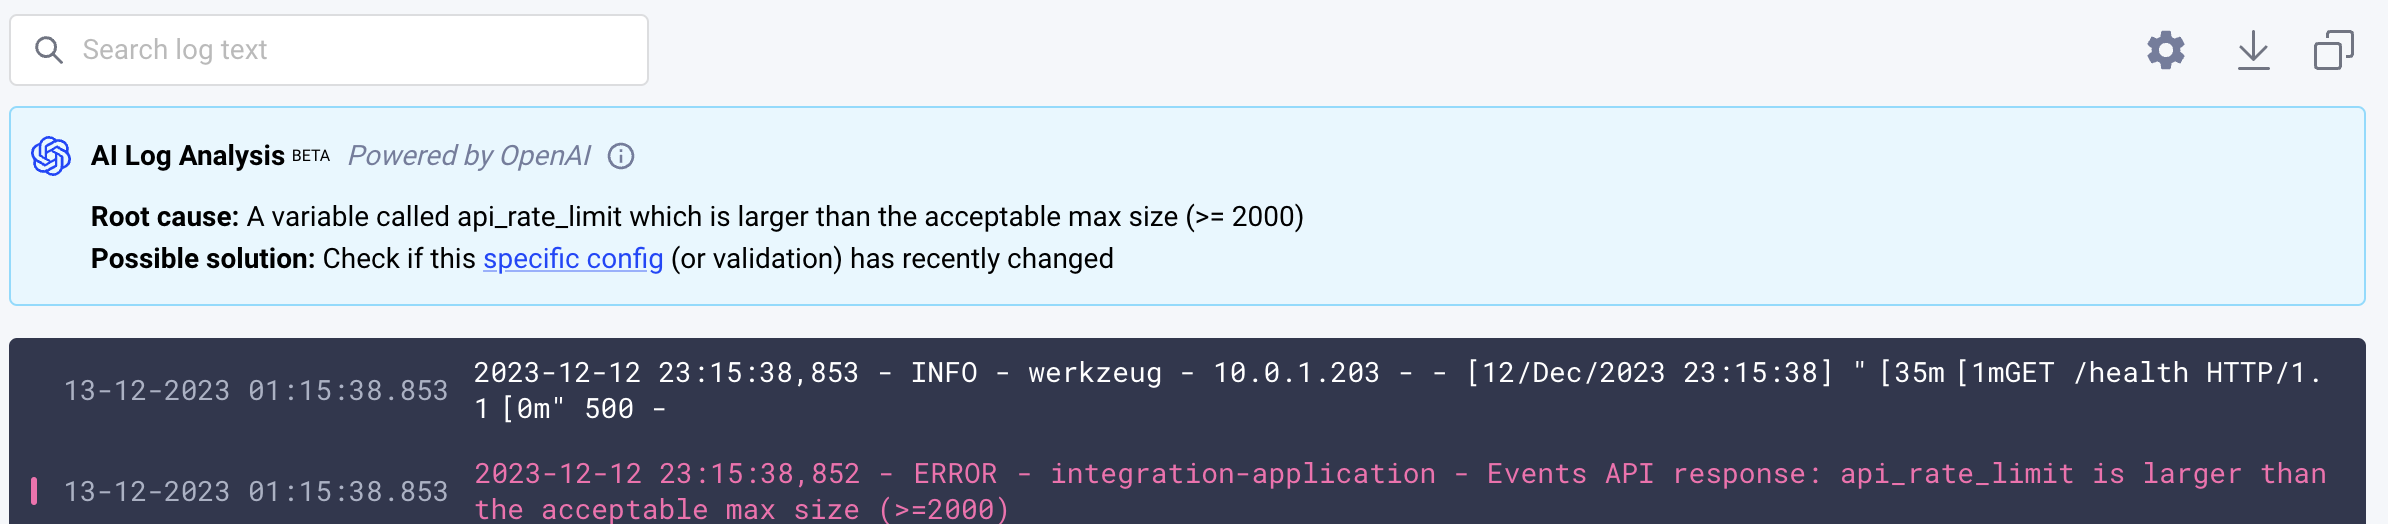 Search log text
AI Log Analysis BETA Powered by OpenAI
Root cause: A variable called api_rate_limit which is larger than the acceptable max size (>= 2000)
Possible solution: Check if this specific config (or validation) has recently changed
13-12-2023 01:15:38.853 2023-12-12 23:15:38,853 - INFO - werkzeug - 10.0.1.203 - - [12/Dec/2023 23:15:38] "[35m[1mGET /health HTTP/1.
1[0m" 500 -
13-12-2023 01:15:38.853 2023-12-12 23:15:38,852 - ERROR - integration-application - Events API response: api_rate_limit is larger than
the acceptable max size (>=2000)